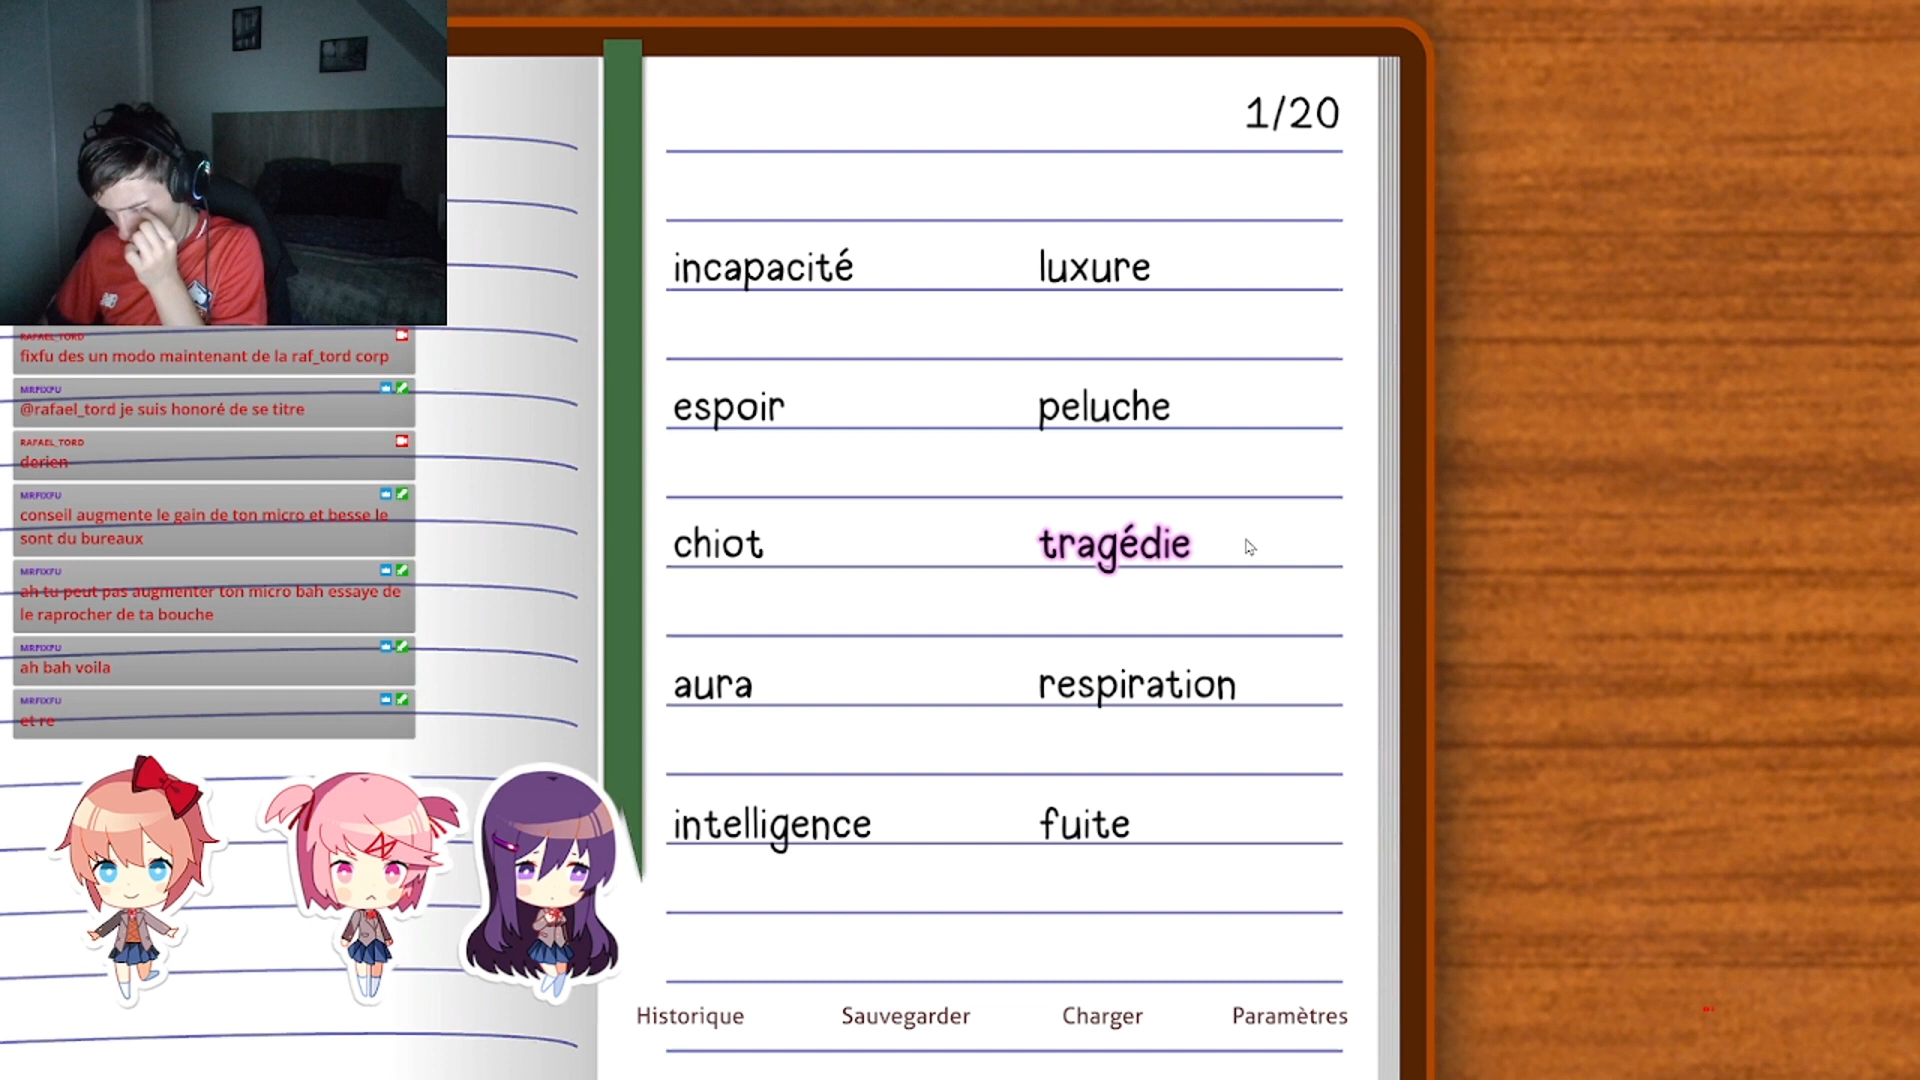 1/20
incapacité luxure
espoir peluche
chiot tragédie
aura respiration
intelligence fuite
Historique Sauvegarder Charger Paramètres
RAFAEL_TORD
fixfu des un modo maintenant de la raf_tord corp
MRFIXFU
@rafael_tord je suis honoré de se titre
RAFAEL_TORD
derien
MRFIXFU
conseil augmente le gain de ton micro et besse le
sont du bureaux
MRFIXFU
ah tu peut pas augmenter ton micro bah essaye de
le raprocher de ta bouche
MRFIXFU
ah bah voila
MRFIXFU
et re